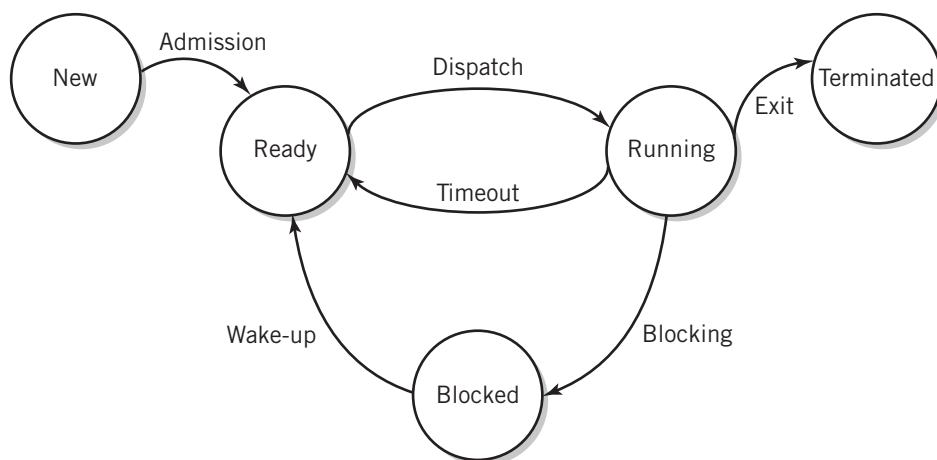 Admission
New
Dispatch
Terminated
Exit
Ready
Running
Timeout
Wake-up
Blocking
Blocked